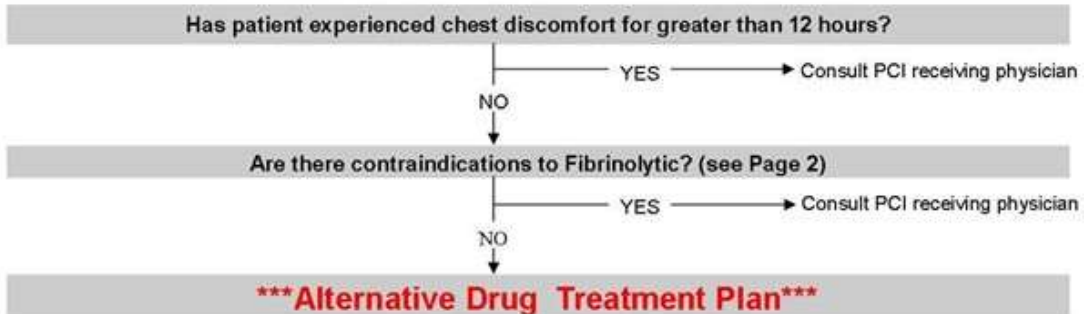 Has patient experienced chest discomfort for greater than 12 hours?
YES
Consult PCI receiving physician
NO
Are there contraindications to Fibrinolytic? (see Page 2)
YES
Consult PCI receiving physician
NO
***Alternative Drug Treatment Plan***